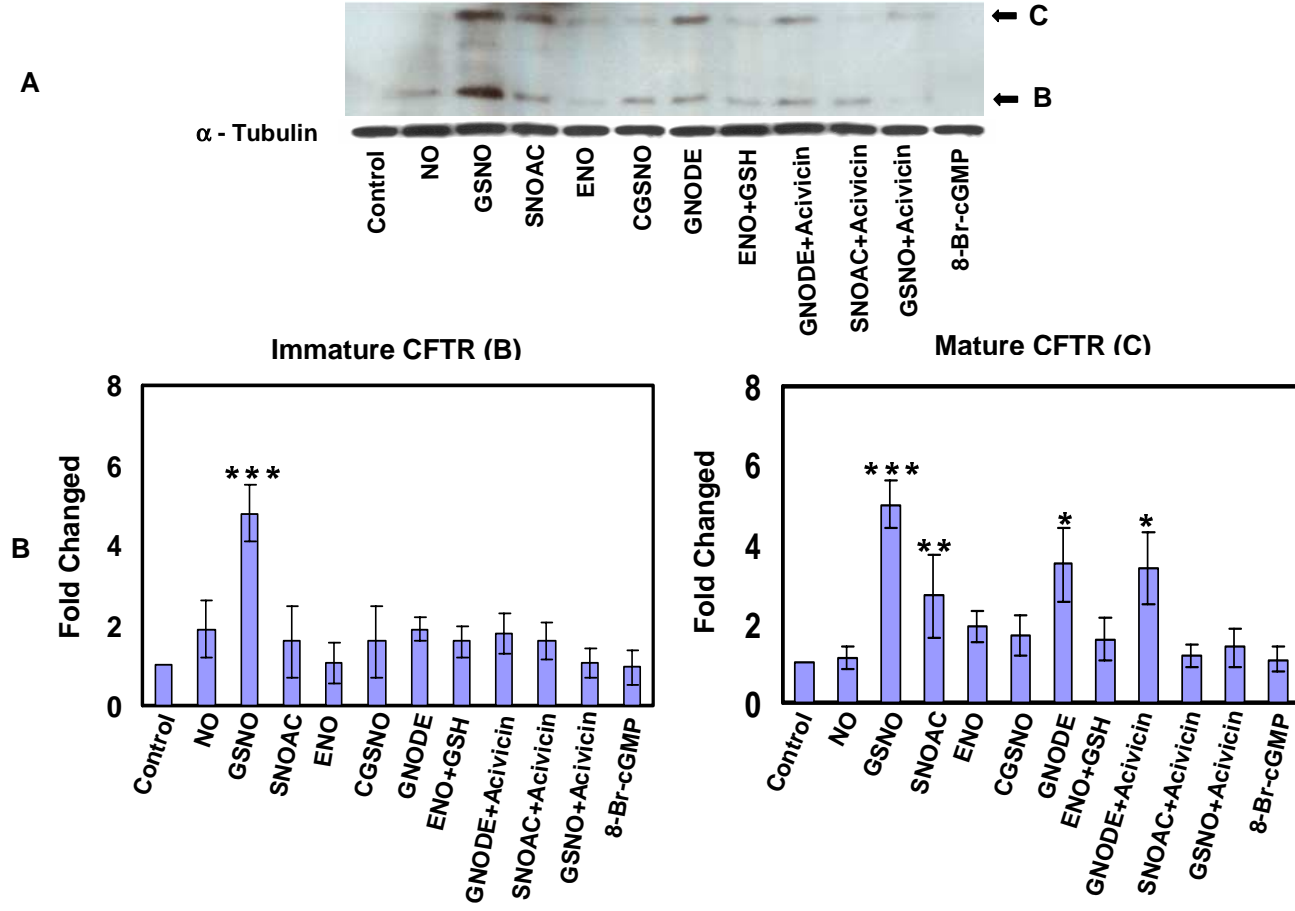 A
C
B
α - Tubulin
Control
NO
GSNO
SNOAC
ENO
CGSNO
GNODE
ENO+GSH
GNODE+Acivicin
SNOAC+Acivicin
GSNO+Acivicin
8-Br-cGMP
B
Immature CFTR (B)
Fold Changed
8
6
4
2
0
***
Control
NO
GSNO
SNOAC
ENO
CGSNO
GNODE
ENO+GSH
GNODE+Acivicin
SNOAC+Acivicin
GSNO+Acivicin
8-Br-cGMP
Mature CFTR (C)
Fold Changed
8
6
4
2
0
***
**
*
*
Control
NO
GSNO
SNOAC
ENO
CGSNO
GNODE
ENO+GSH
GNODE+Acivicin
SNOAC+Acivicin
GSNO+Acivicin
8-Br-cGMP